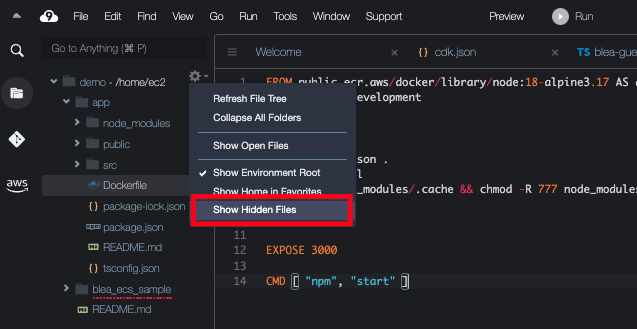 9 File Edit Find View Go Run Tools Window Support Preview Run
Go to Anything (⌘ P)
Welcome cdk.json TS blea-gue
demo - /home/ec2
app
node_modules
public
src
Dockerfile
package-lock.json
package.json
README.md
tsconfig.json
blea_ecs_sample
README.md
aws
Refresh File Tree
Collapse All Folders
Show Open Files
Show Environment Root
Show Home in Favorites
Show Hidden Files
1 FROM public.ecr.aws/docker/library/node:18-alpine3.17 AS
velopment
son .
l
_modules/.cache && chmod -R 777 node_modules
11
12 EXPOSE 3000
13
14 CMD [ "npm", "start" ]